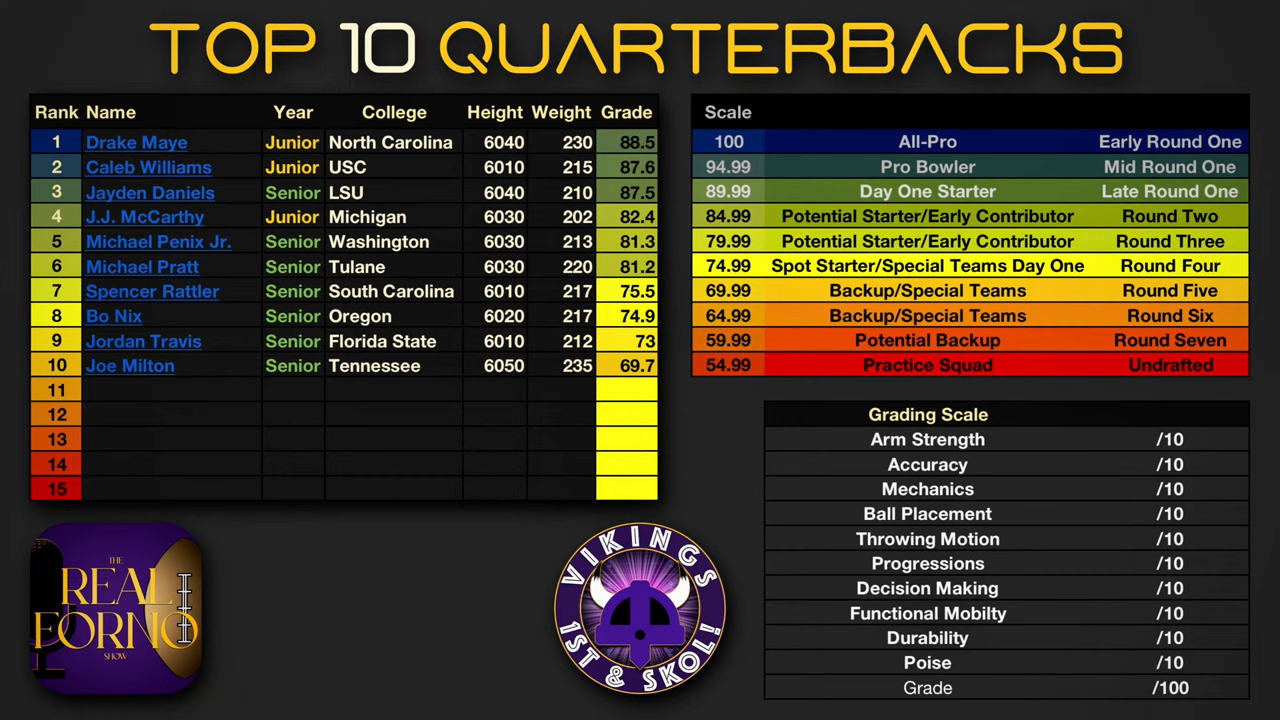 TOP 10 QUARTERBACKS
Rank Name Year College Height Weight Grade
1 Drake Maye Junior North Carolina 6040 230 88.5
2 Caleb Williams Junior USC 6010 215 87.6
3 Jayden Daniels Senior LSU 6040 210 87.5
4 J.J. McCarthy Junior Michigan 6030 202 82.4
5 Michael Penix Jr. Senior Washington 6030 213 81.3
6 Michael Pratt Senior Tulane 6030 220 81.2
7 Spencer Rattler Senior South Carolina 6010 217 75.5
8 Bo Nix Senior Oregon 6020 217 74.9
9 Jordan Travis Senior Florida State 6010 212 73
10 Joe Milton Senior Tennessee 6050 235 69.7
11
12
13
14
15
Scale
100 All-Pro Early Round One
94.99 Pro Bowler Mid Round One
89.99 Day One Starter Late Round One
84.99 Potential Starter/Early Contributor Round Two
79.99 Potential Starter/Early Contributor Round Three
74.99 Spot Starter/Special Teams Day One Round Four
69.99 Backup/Special Teams Round Five
64.99 Backup/Special Teams Round Six
59.99 Potential Backup Round Seven
54.99 Practice Squad Undrafted
Grading Scale
Arm Strength /10
Accuracy /10
Mechanics /10
Ball Placement /10
Throwing Motion /10
Progressions /10
Decision Making /10
Functional Mobilty /10
Durability /10
Poise /10
Grade /100
THE
REAL
FORNO
SHOW
VIKINGS
1ST & SKOL!